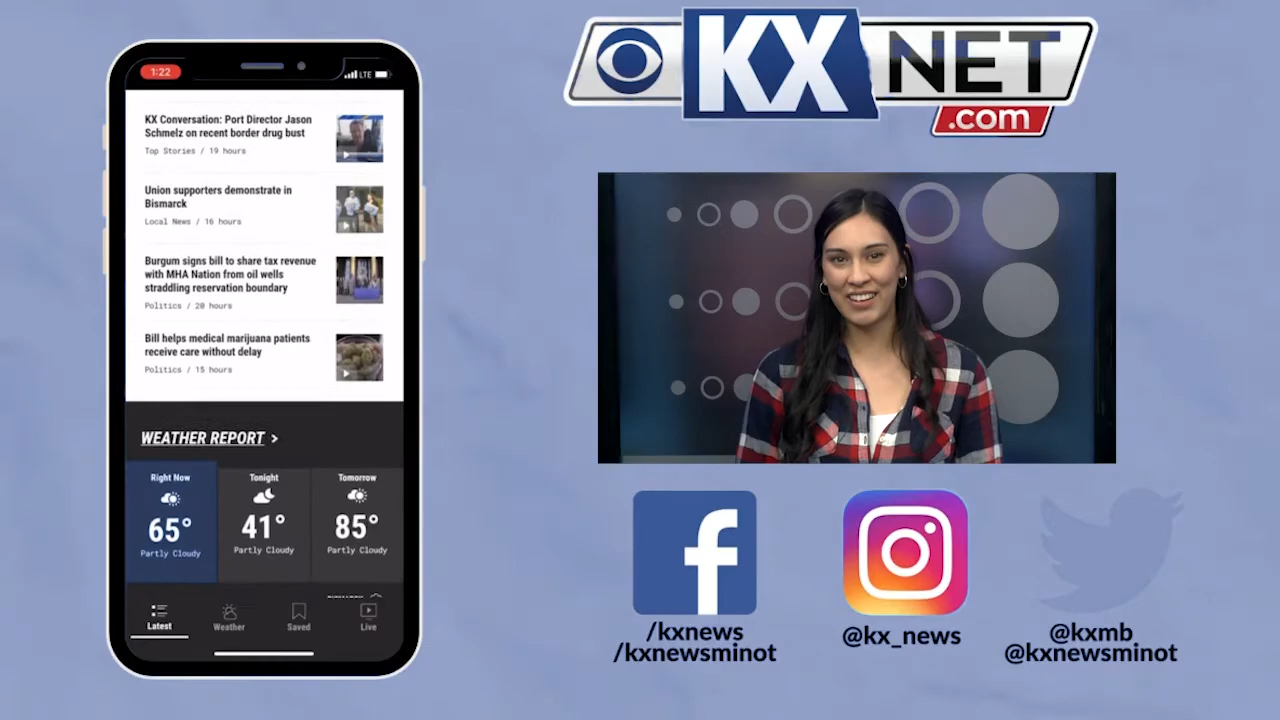 1:22
LTE
KX Conversation: Port Director Jason
Schmelz on recent border drug bust
Top Stories / 19 hours
Union supporters demonstrate in
Bismarck
Local News / 16 hours
Burgum signs bill to share tax revenue
with MHA Nation from oil wells
straddling reservation boundary
Politics / 20 hours
Bill helps medical marijuana patients
receive care without delay
Politics / 15 hours
WEATHER REPORT >
Right Now
65°
Partly Cloudy
Tonight
41°
Partly Cloudy
Tomorrow
85°
Partly Cloudy
Latest
Weather
Saved
Live
KX NET
.com
/kxnews
/kxnewsminot
@kx_news
@kxmb
@kxnewsminot